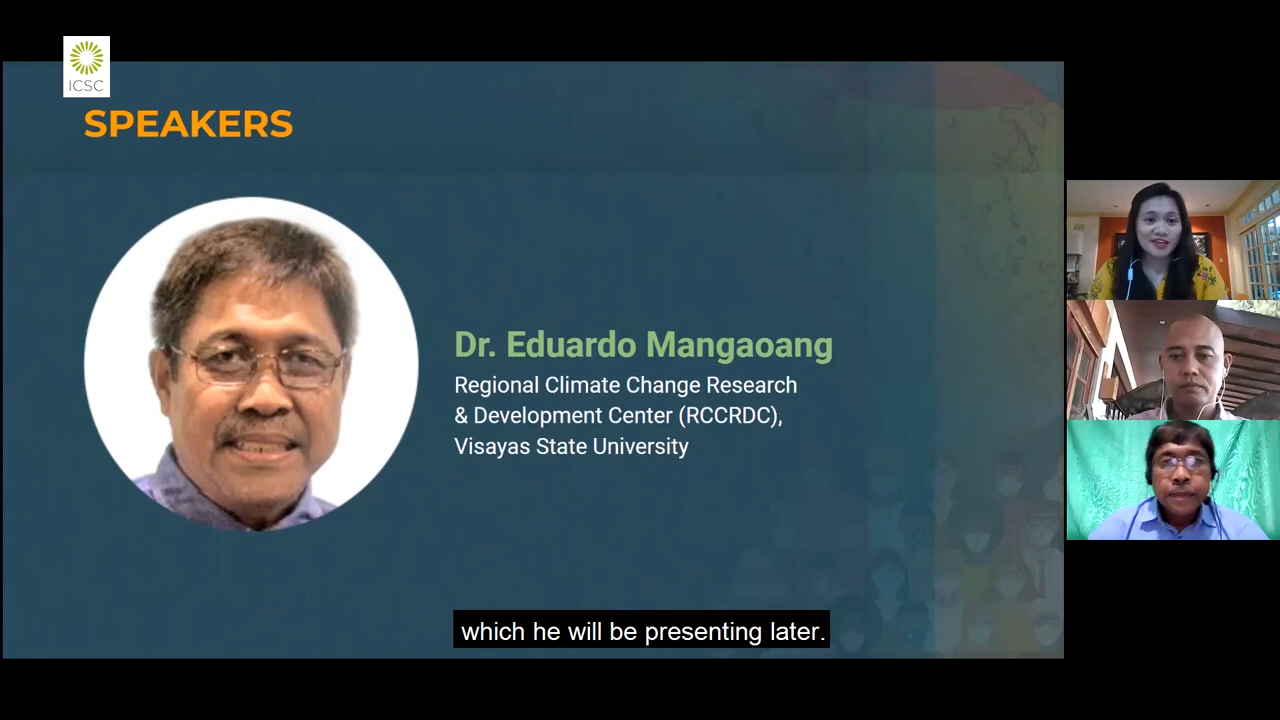 ICSC
SPEAKERS
Dr. Eduardo Mangaoang
Regional Climate Change Research
& Development Center (RCCRDC),
Visayas State University
which he will be presenting later.